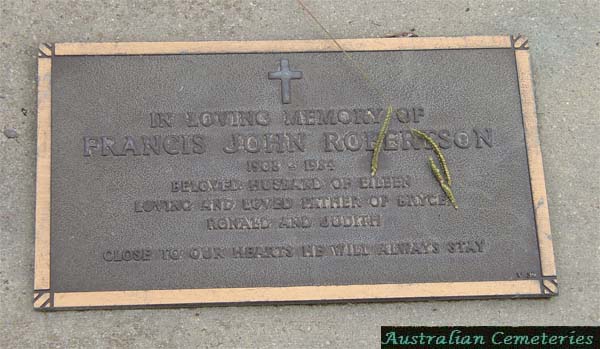 IN LOVING MEMORY OF
FRANCIS JOHN ROBERTSON
BELOVED HUSBAND OF EILEEN
LOVING AND LOVED FATHER OF BRYCE
RONALD AND JUDITH
CLOSE TO OUR HEARTS HE WILL ALWAYS STAY
Australian Cemeteries